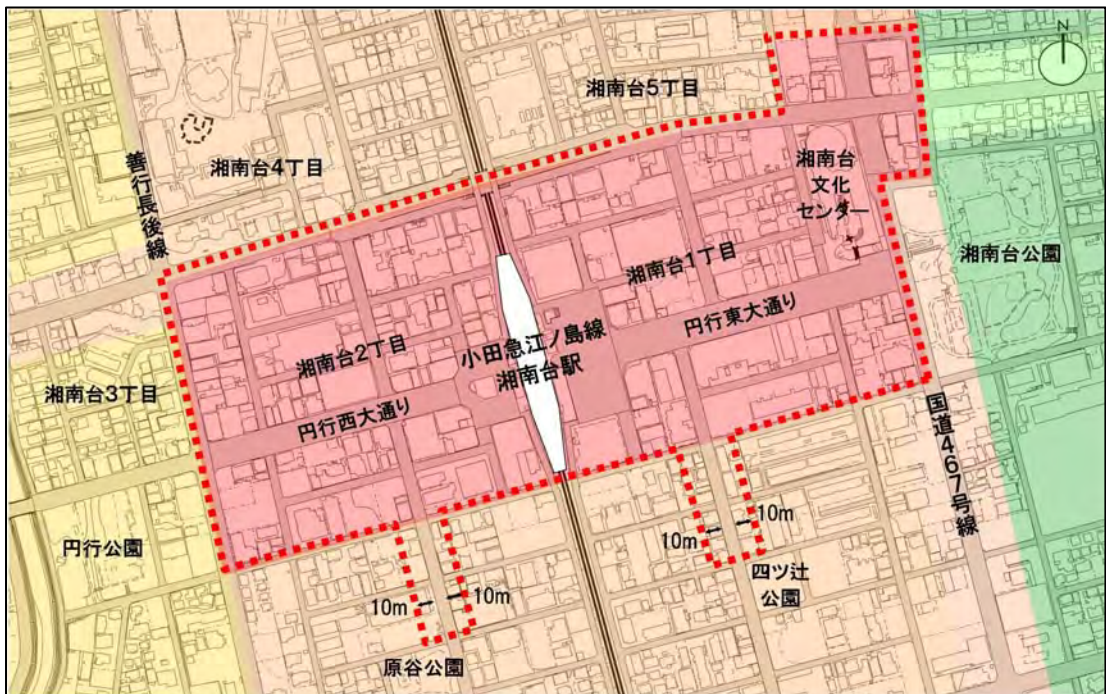 N
湘南台5丁目
善行長後線
湘南台4丁目
湘南台
文化
センター
湘南台公園
湘南台1丁目
円行東大通り
小田急江ノ島線
湘南台駅
湘南台2丁目
湘南台3丁目
円行西大通り
国道467号線
円行公園
10m
10m
四ツ辻
公園
10m
10m
原谷公園